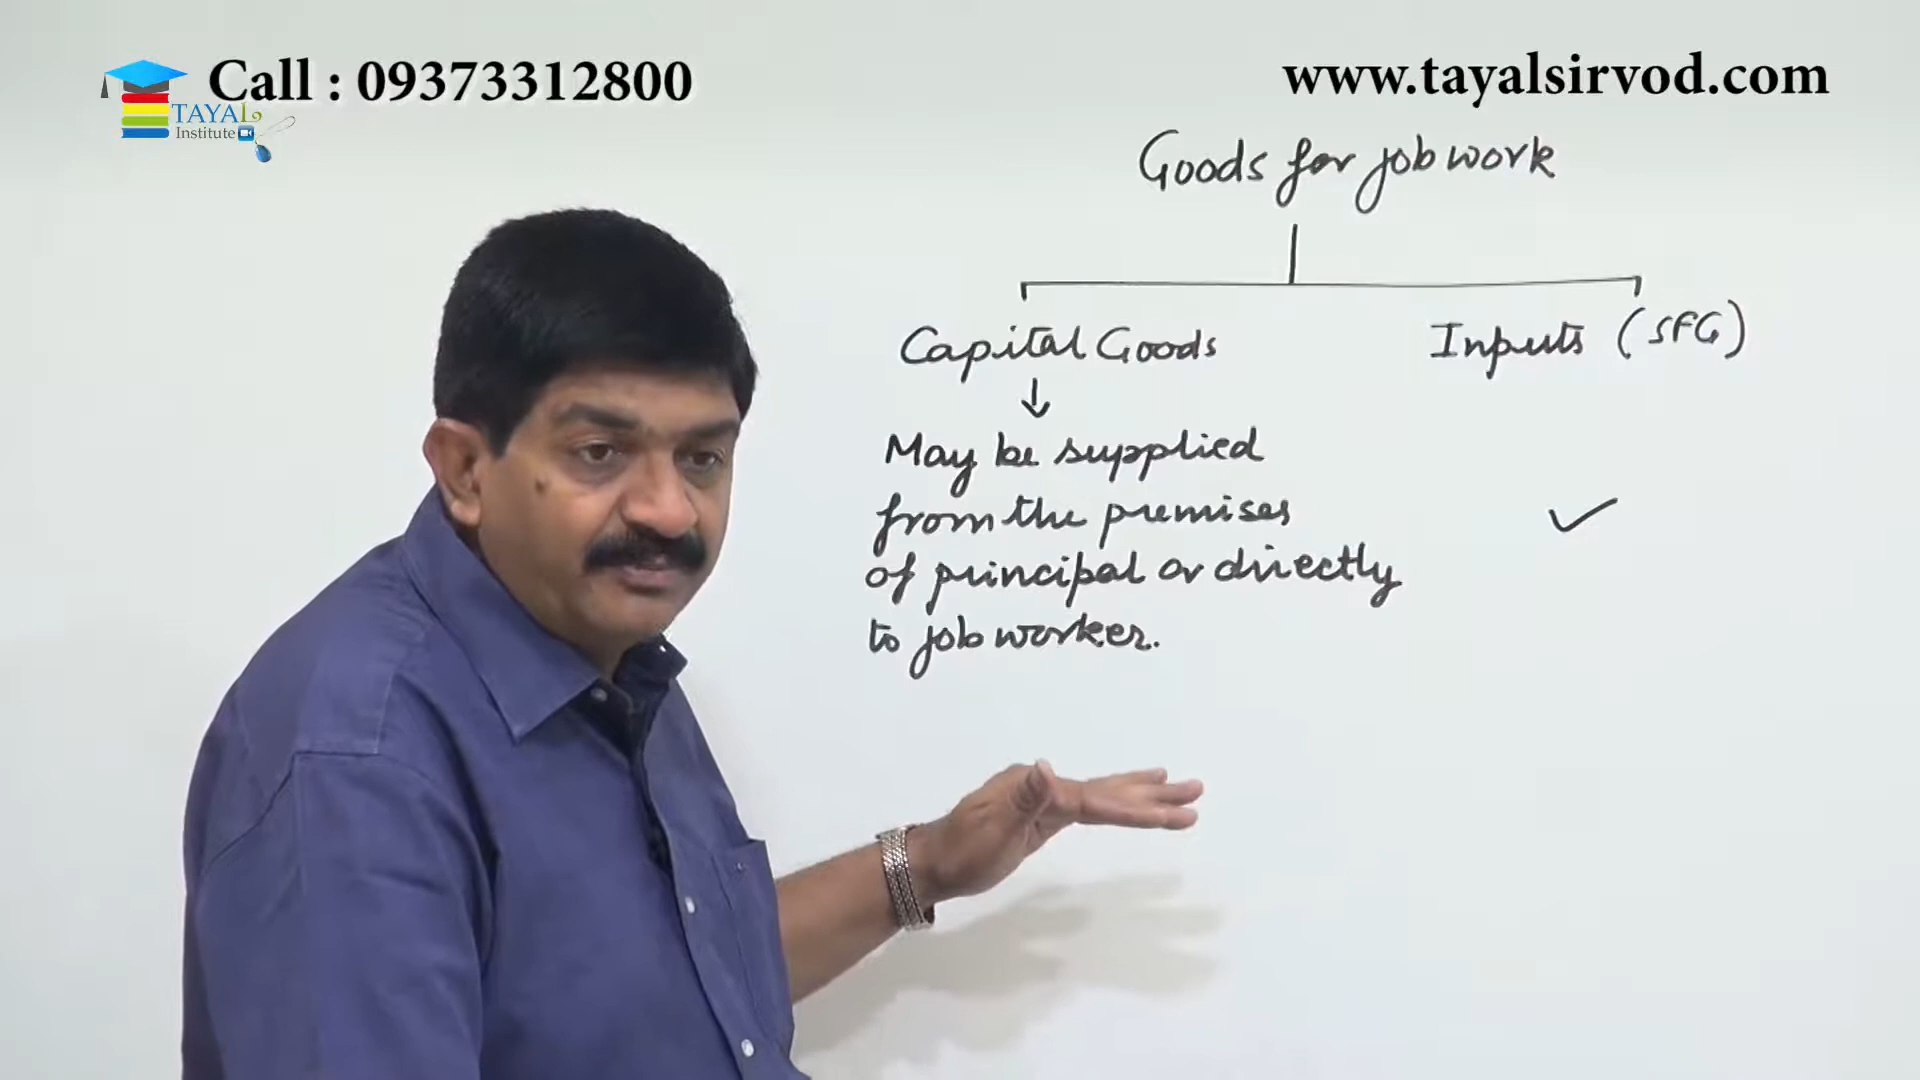 Call : 09373312800
www.tayalsirvod.com
TAYAL
Institute
Goods for job work
Capital Goods
Inputs (SFG)
May be supplied
from the premises
of principal or directly
to job worker.